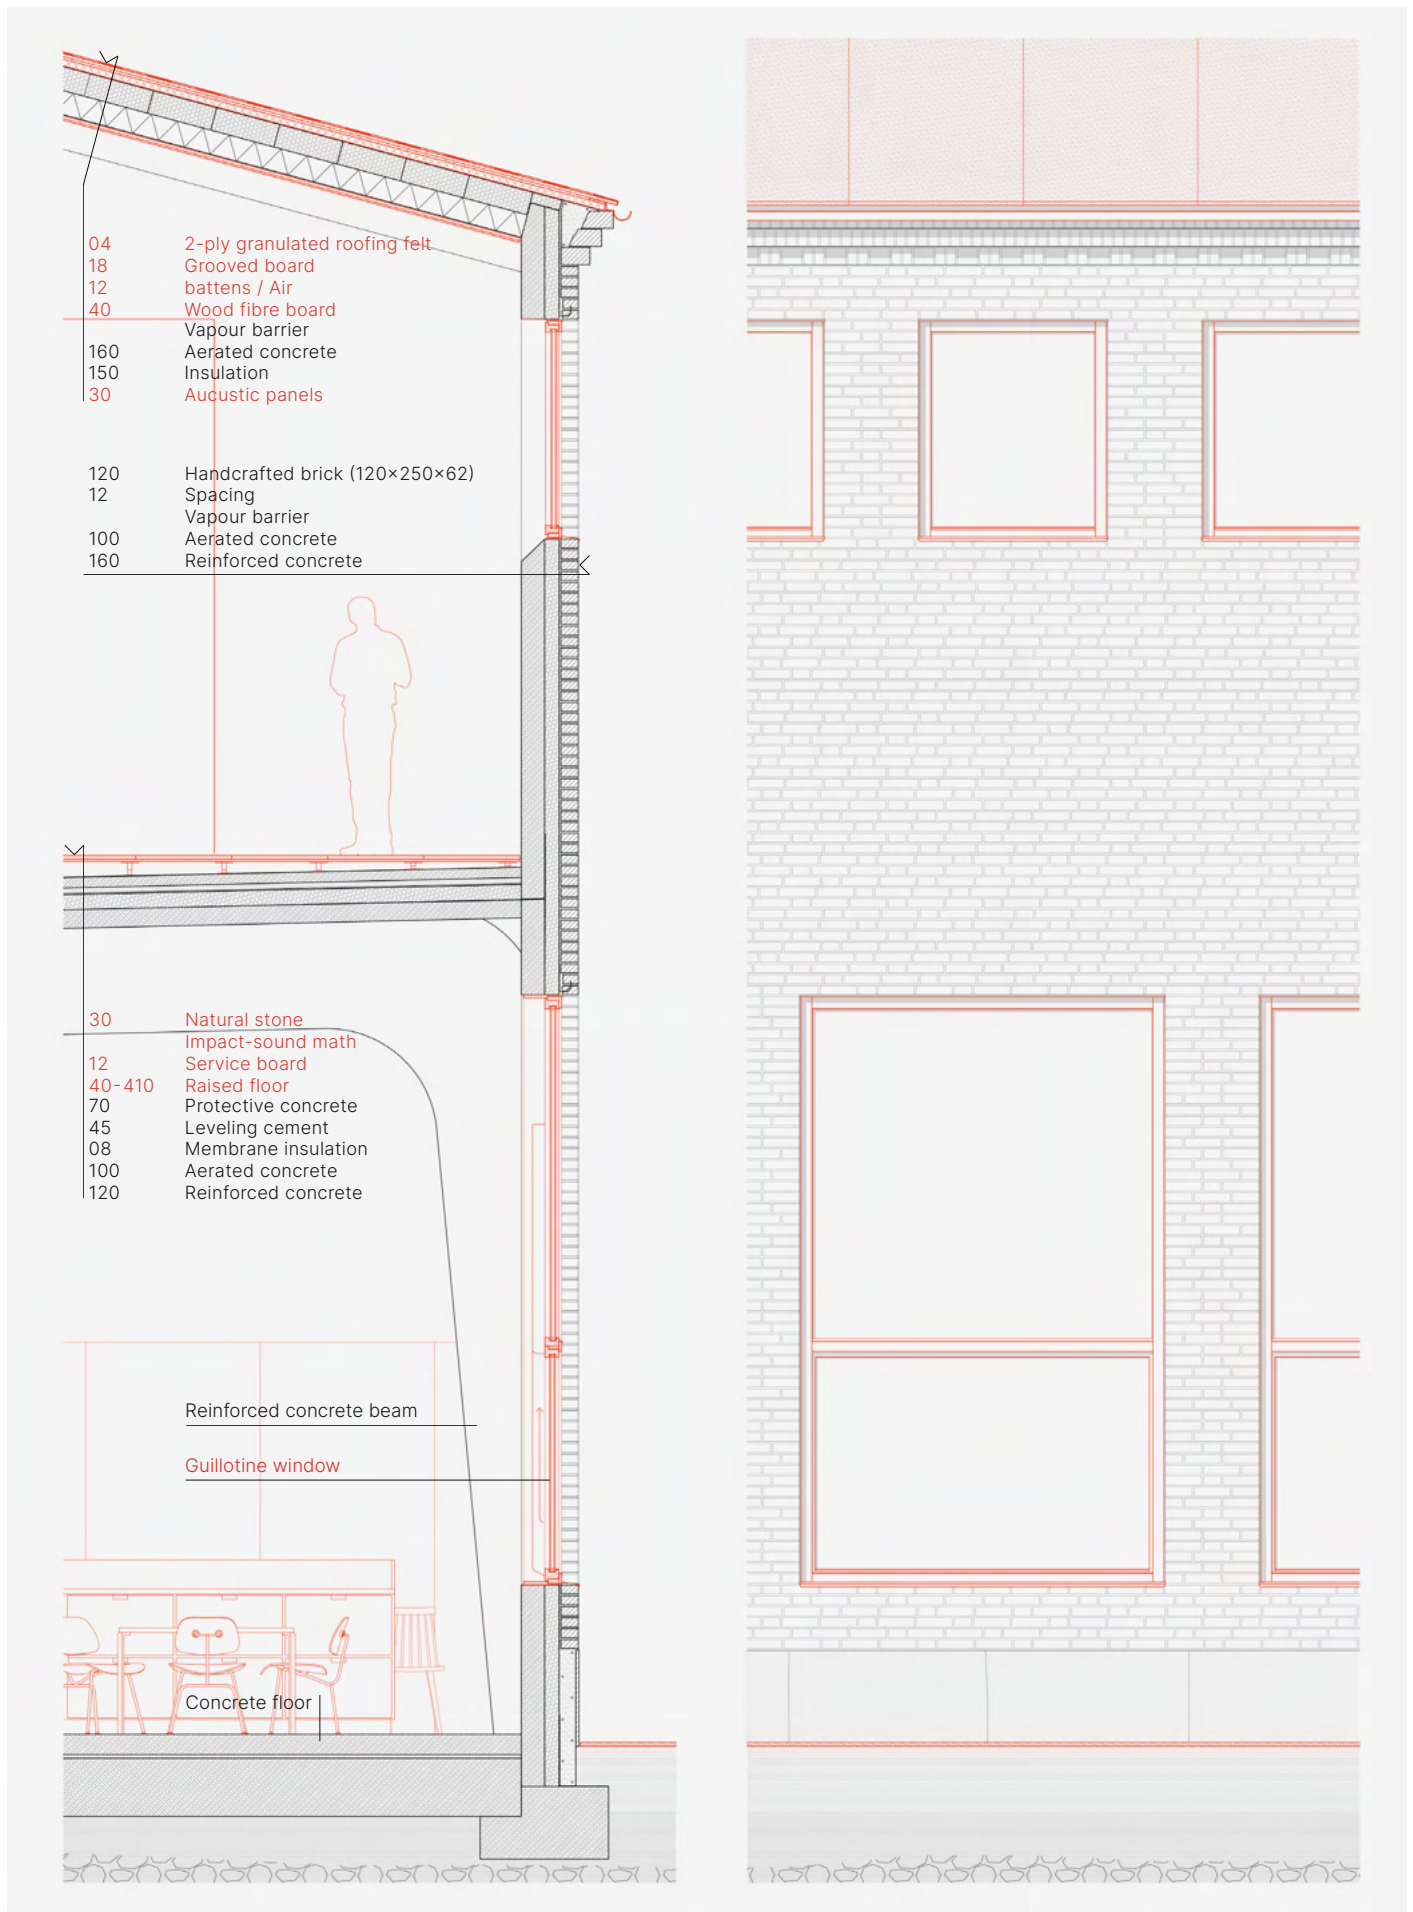 04 2-ply granulated roofing felt
18 Grooved board
12 battens / Air
40 Wood fibre board
Vapour barrier
160 Aerated concrete
150 Insulation
30 Aucustic panels
120 Handcrafted brick (120×250×62)
12 Spacing
Vapour barrier
100 Aerated concrete
160 Reinforced concrete
30 Natural stone
Impact-sound math
12 Service board
40-410 Raised floor
70 Protective concrete
45 Leveling cement
08 Membrane insulation
100 Aerated concrete
120 Reinforced concrete
Reinforced concrete beam
Guillotine window
Concrete floor